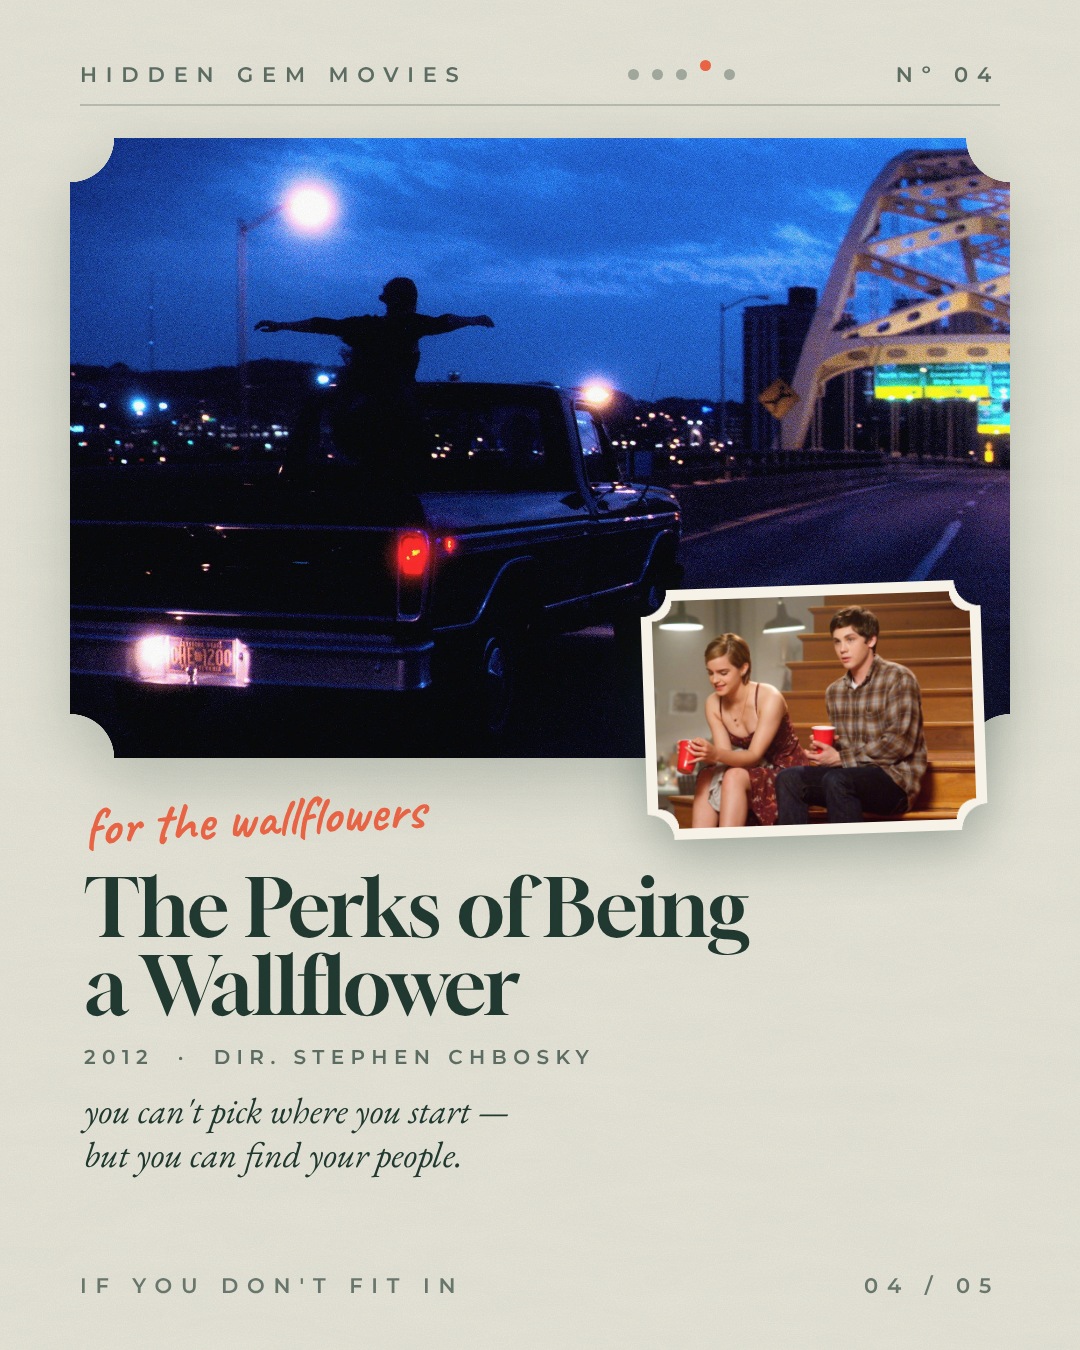 HIDDEN GEM MOVIES
Nº 04
for the wallflowers
The Perks of Being
a Wallflower
2012 · DIR. STEPHEN CHBOSKY
you can't pick where you start —
but you can find your people.
IF YOU DON'T FIT IN
04 / 05